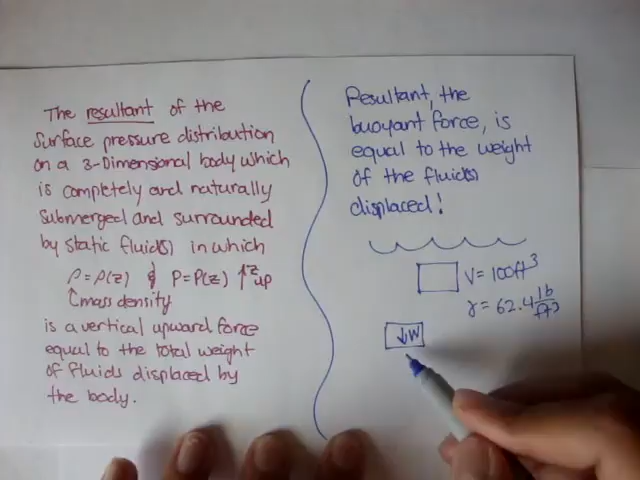 The resultant of the
surface pressure distribution
on a 3-Dimensional body which
is completely and naturally
submerged and surrounded
by static fluid(s) in which
ρ=ρ(z) & P=P(z) ↑z up
↑mass density
is a vertical upward force
equal to the total weight
of fluids displaced by
the body.
Resultant, the
buoyant force, is
equal to the weight
of the fluid(s)
displaced!
V=100ft³
γ=62.4 lb/ft³
↓W